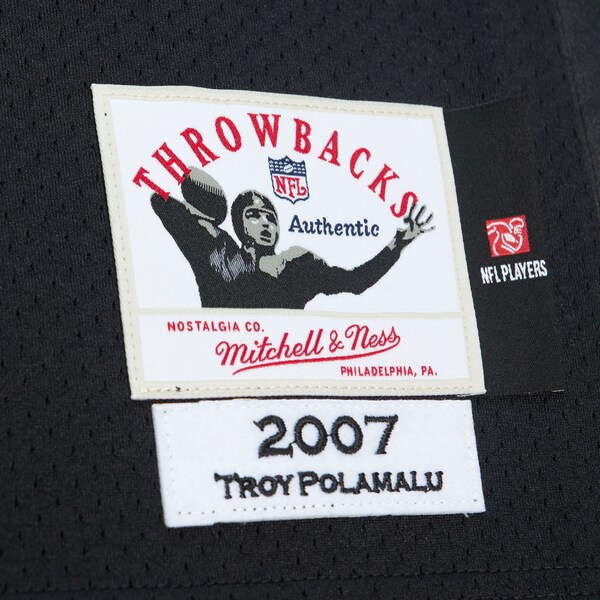 THROWBACKS
NFL
Authentic
NOSTALGIA CO.
Mitchell & Ness
PHILADELPHIA, PA.
NFL PLAYERS
2007
TROY POLAMALU